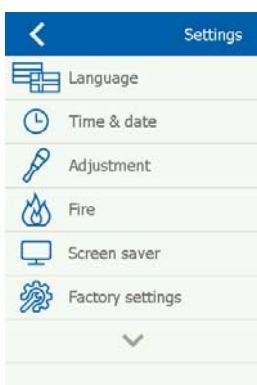 Settings
Language
Time & date
Adjustment
Fire
Screen saver
Factory settings